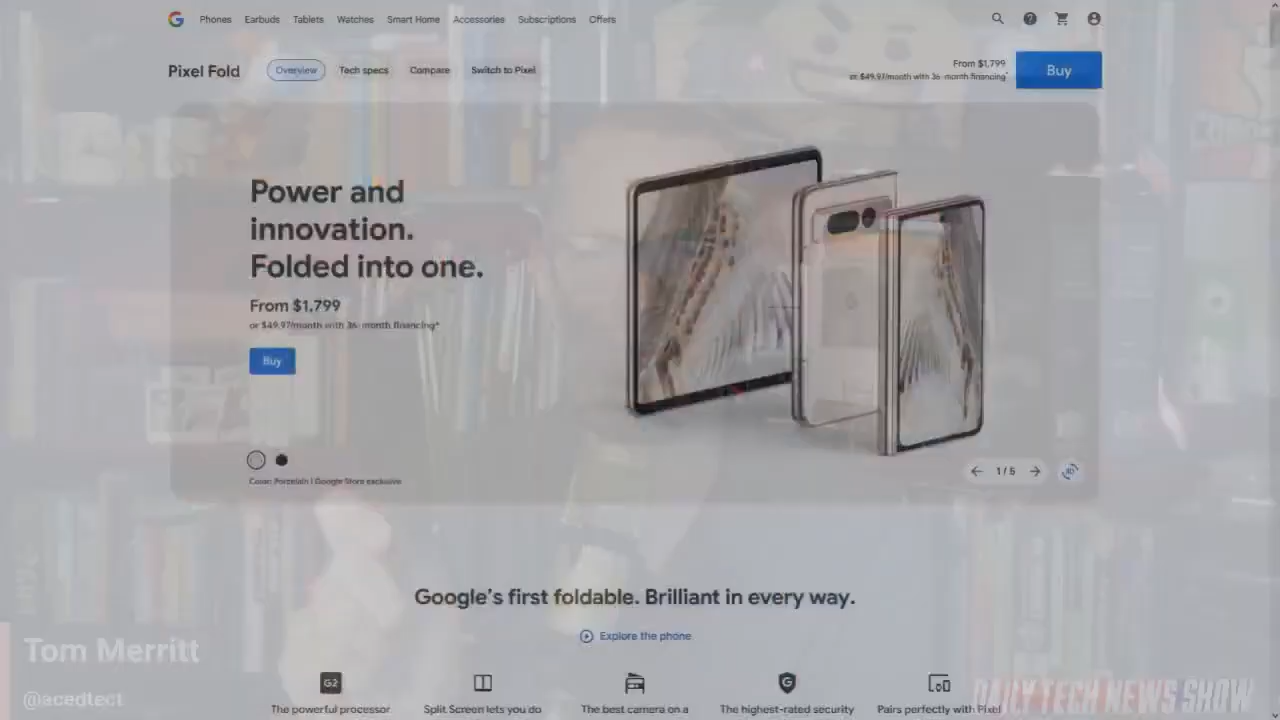 Phones Earbuds Tablets Watches Smart Home Accessories Subscriptions Offers
Pixel Fold Overview Tech specs Compare Switch to Pixel
From $1,799
or $49.97/month with 36-month financing*
Buy
Power and
innovation.
Folded into one.
From $1,799
or $49.97/month with 36-month financing*
Buy
Color: Porcelain | Google Store exclusive
1 / 5
3D
Google's first foldable. Brilliant in every way.
Explore the phone
G2
The powerful processor Split Screen lets you do The best camera on a The highest-rated security Pairs perfectly with Pixel
Tom Merritt
@acedtect
DAILY TECH NEWS SHOW